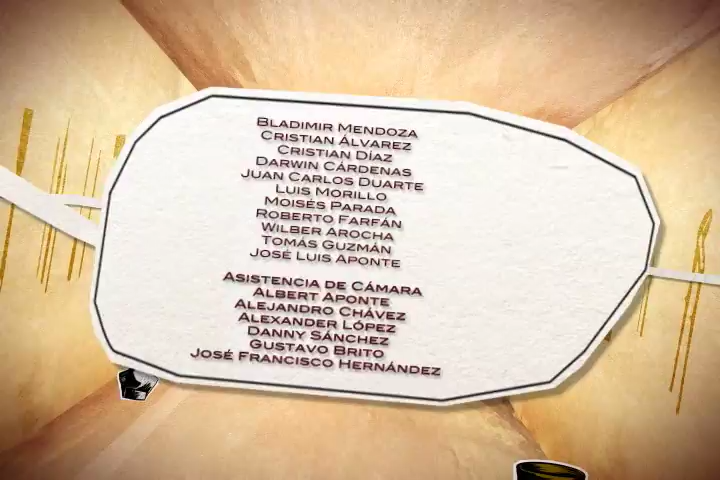 Bladimir Mendoza
Cristian Álvarez
Cristian Díaz
Darwin Cárdenas
Juan Carlos Duarte
Luis Morillo
Moisés Parada
Roberto Farfán
Wilber Arocha
Tomás Guzmán
José Luis Aponte
Asistencia de Cámara
Albert Aponte
Alejandro Chávez
Alexander López
Danny Sánchez
Gustavo Brito
José Francisco Hernández